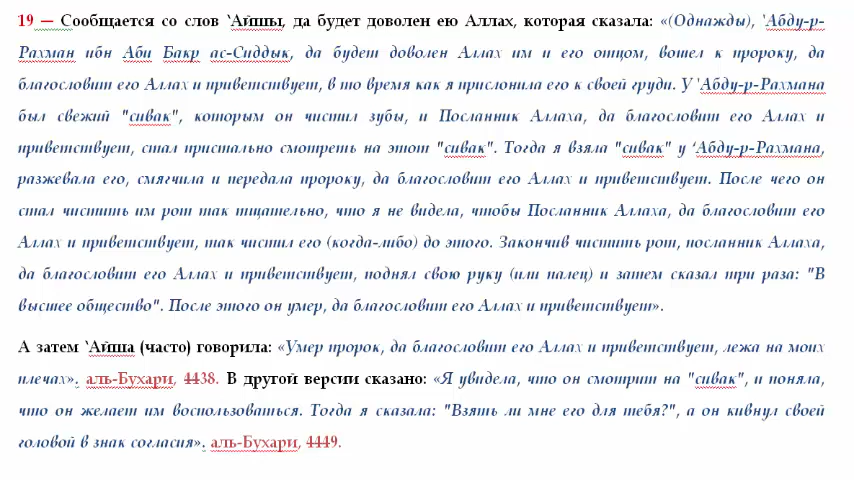 19 — Сообщается со слов ‘Айшы, да будет доволен ею Аллах, которая сказала: «(Однажды), ‘Абду-р-
Рахман ибн Аби Бакр ас-Сиддык, да будет доволен Аллах им и его отцом, вошел к пророку, да
благословит его Аллах и приветствует, в то время как я прислонила его к своей груди. У ‘Абду-р-Рахмана
был свежий "сивак", которым он чистил зубы, и Посланник Аллаха, да благословит его Аллах и
приветствует, стал пристально смотреть на этот "сивак". Тогда я взяла "сивак" у ‘Абду-р-Рахмана,
разжевала его, смягчила и передала пророку, да благословит его Аллах и приветствует. После чего он
стал чистить им рот так тщательно, что я не видела, чтобы Посланник Аллаха, да благословит его
Аллах и приветствует, так чистил его (когда-либо) до этого. Закончив чистить рот, посланник Аллаха,
да благословит его Аллах и приветствует, поднял свою руку (или палец) и затем сказал три раза: "В
высшее общество". После этого он умер, да благословит его Аллах и приветствует».
А затем ‘Айша (часто) говорила: «Умер пророк, да благословит его Аллах и приветствует, лежа на моих
плечах». аль-Бухари, 4438. В другой версии сказано: «Я увидела, что он смотрит на "сивак", и поняла,
что он желает им воспользоваться. Тогда я сказала: "Взять ли мне его для тебя?", а он кивнул своей
головой в знак согласия». аль-Бухари, 4449.